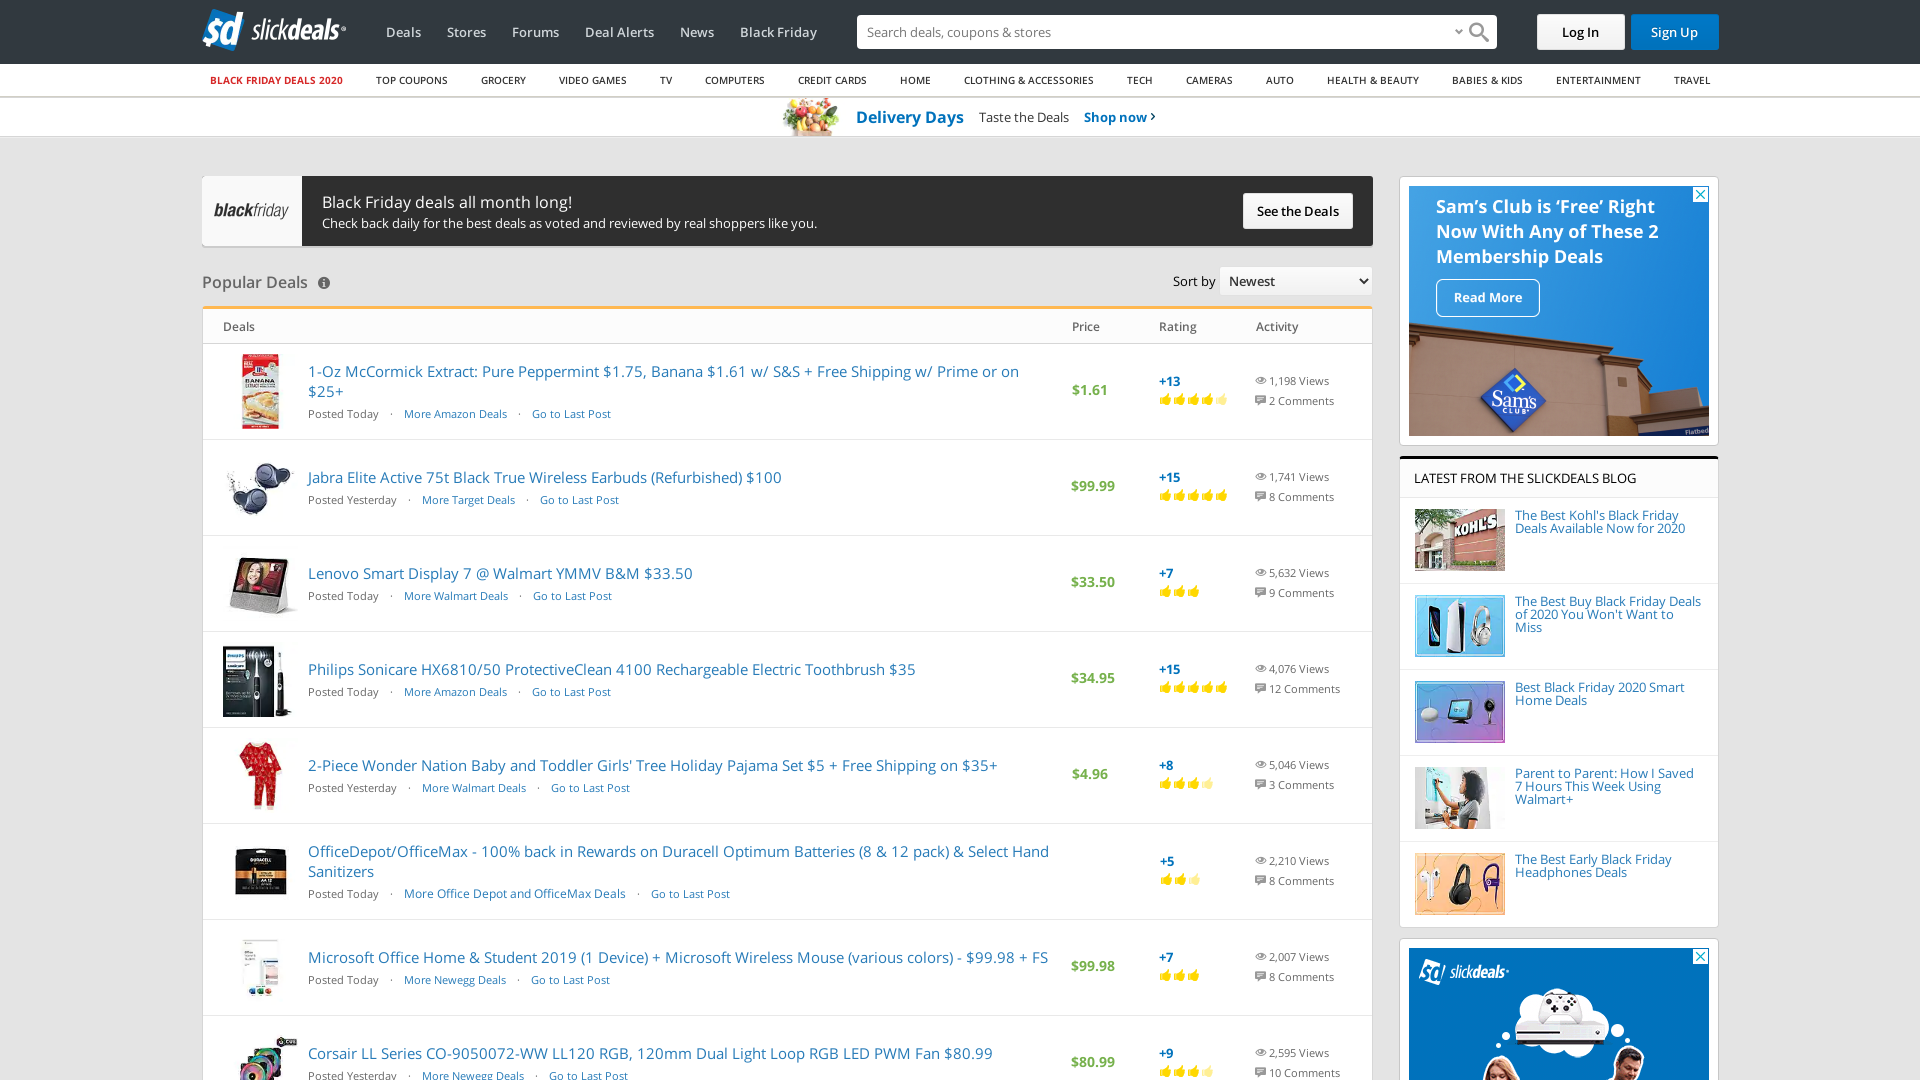 slickdeals
Deals
Stores
Forums
Deal Alerts
News
Black Friday
Search deals, coupons & shopping
Log In
Sign Up
BLACK FRIDAY DEALS 2020
TOP COUPONS
GROCERY
VIDEO GAMES
TV
COMPUTERS
CREDIT CARDS
HOME
CLOTHING & ACCESSORIES
TECH
CAMERAS
AUTO
HEALTH & BEAUTY
BABIES & KIDS
ENTERTAINMENT
TRAVEL
Delivery Days Taste the Deals Shop now
blackfriday
Black Friday deals all month long!
Check back daily for the best deals as voted and reviewed by real shoppers like you.
See the Deals
Popular Deals
Sort by Newest
Deals Price Rating Activity
1-Oz McCormick Extract: Pure Peppermint $1.75, Banana $1.61 w/ S&S + Free Shipping w/ Prime or on
$25+
Posted Today · More Amazon Deals · Go to Last Post
$1.61
+13
1,198 Views
2 Comments
Jabra Elite Active 75t Black True Wireless Earbuds (Refurbished) $100
Posted Yesterday · More Target Deals · Go to Last Post
$99.99
+15
1,741 Views
8 Comments
Lenovo Smart Display 7 @ Walmart YMMV B&M $33.50
Posted Today · More Walmart Deals · Go to Last Post
$33.50
+7
5,632 Views
9 Comments
Philips Sonicare HX6810/50 ProtectiveClean 4100 Rechargeable Electric Toothbrush $35
Posted Today · More Amazon Deals · Go to Last Post
$34.95
+15
4,076 Views
12 Comments
2-Piece Wonder Nation Baby and Toddler Girls' Tree Holiday Pajama Set $5 + Free Shipping on $35+
Posted Yesterday · More Walmart Deals · Go to Last Post
$4.96
+8
5,046 Views
3 Comments
OfficeDepot/OfficeMax - 100% back in Rewards on Duracell Optimum Batteries (8 & 12 pack) & Select Hand
Sanitizers
Posted Today · More Office Depot and OfficeMax Deals · Go to Last Post
+5
2,210 Views
8 Comments
Microsoft Office Home & Student 2019 (1 Device) + Microsoft Wireless Mouse (various colors) - $99.98 + FS
Posted Today · More Newegg Deals · Go to Last Post
$99.98
+7
2,007 Views
8 Comments
Corsair LL Series CO-9050072-WW LL120 RGB, 120mm Dual Light Loop RGB LED PWM Fan $80.99
Posted Yesterday · More Newegg Deals · Go to Last Post
$80.99
+9
2,595 Views
10 Comments
Sam's Club is ‘Free’ Right
Now With Any of These 2
Membership Deals
Read More
Sam's
CLUB
LATEST FROM THE SLICKDEALS BLOG
KOHL'S
The Best Kohl's Black Friday
Deals Available Now for 2020
The Best Buy Black Friday Deals
of 2020 You Won't Want to
Miss
Best Black Friday 2020 Smart
Home Deals
Parent to Parent: How I Saved
7 Hours This Week Using
Walmart+
The Best Early Black Friday
Headphones Deals
slickdeals